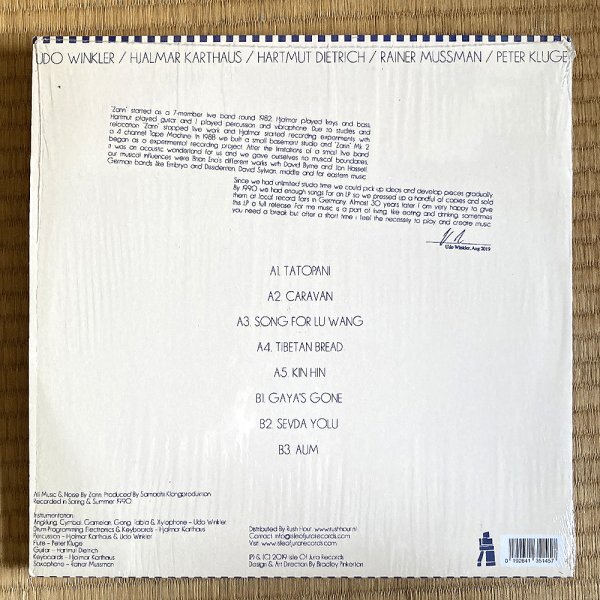 UDO WINKLER / HJALMAR KARTHAUS / HARTMUT DIETRICH / RAINER MUSSMAN / PETER KLUGE
'Zann' started as a 7-member live band round 1982. Hjalmar played keys and bass,
Hartmut played guitar and I played percussion and vibraphone. Due to studies and
relocation 'Zann' stopped live work and Hjalmar started recording experiments with
a 4 channel Tape Machine. In 1988 we built a small basement studio and 'Zann' Mk 2
began as a experimental recording project. After the limitations of a small live band
it was an acoustic wonderland for us and we gave ourselves no musical boundaries,
our musical influences were Brian Eno's different works with David Byrne and Jon Hassell,
German bands like Embryo and Dissidenten, David Sylvian, middle and far eastern music.
Since we had unlimited studio time we could pick up ideas and develop pieces gradually.
By 1990 we had enough songs for an LP so we pressed up a handful of copies and sold
them at local record fairs in Germany. Almost 30 years later I am very happy to give
this LP a full release. For me music is a part of living, like eating and drinking, sometimes
you need a break but after a short time i feel the necessity to play and create music
Udo Winkler, Aug 2019
A1. TATOPANI
A2. CARAVAN
A3. SONG FOR LU WANG
A4. TIBETAN BREAD
A5. KIN HIN
B1. GAYA'S GONE
B2. SEVDA YOLU
B3. AUM
All Music & Noise By Zann. Produced By Samadhi Klangproduktion
Recorded in Spring & Summer 1990
Instrumentation:
Angklung, Cymbal, Gamelan, Gong, Tabla & Xylophone – Udo Winkler
Drum Programming, Electronics & Keyboards – Hjalmar Karthaus
Percussion – Hjalmar Karthaus & Udo Winkler
Flute – Peter Kluge
Guitar – Hartmut Dietrich
Keyboards – Hjalmar Karthaus
Saxophone – Rainer Mussman
Distributed By Rush Hour. www.rushhour.nl
Contact. info@isleofjurarecords.com
Visit. www.isleofjurarecords.com
(P) & (C) 2019 Isle Of Jura Records
Design & Art Direction By Bradley Pinkerton